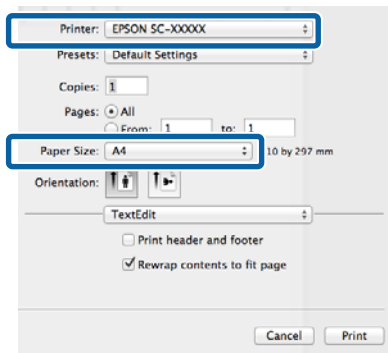 Printer: EPSON SC-XXXXX
Presets: Default Settings
Copies: 1
Pages: All
From: 1 to: 1
Paper Size: A4 10 by 297 mm
Orientation:
TextEdit
Print header and footer
Rewrap contents to fit page
Cancel Print